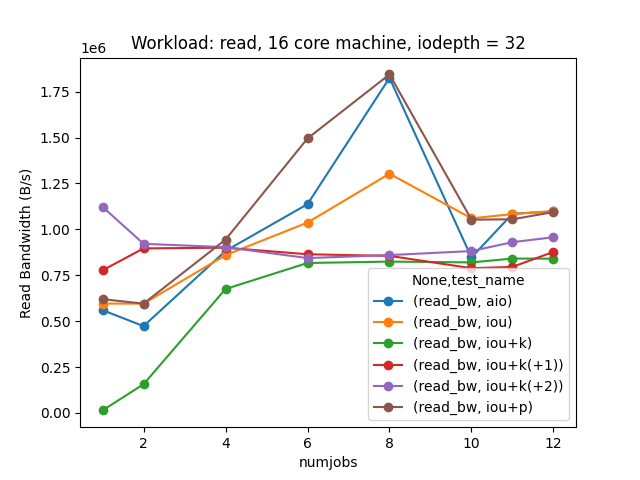 Workload: read, 16 core machine, iodepth = 32
1e6
1.75
1.50
1.25
1.00
0.75
0.50
0.25
0.00
Read Bandwidth (B/s)
None,test_name
(read_bw, aio)
(read_bw, iou)
(read_bw, iou+k)
(read_bw, iou+k(+1))
(read_bw, iou+k(+2))
(read_bw, iou+p)
2 4 6 8 10 12
numjobs